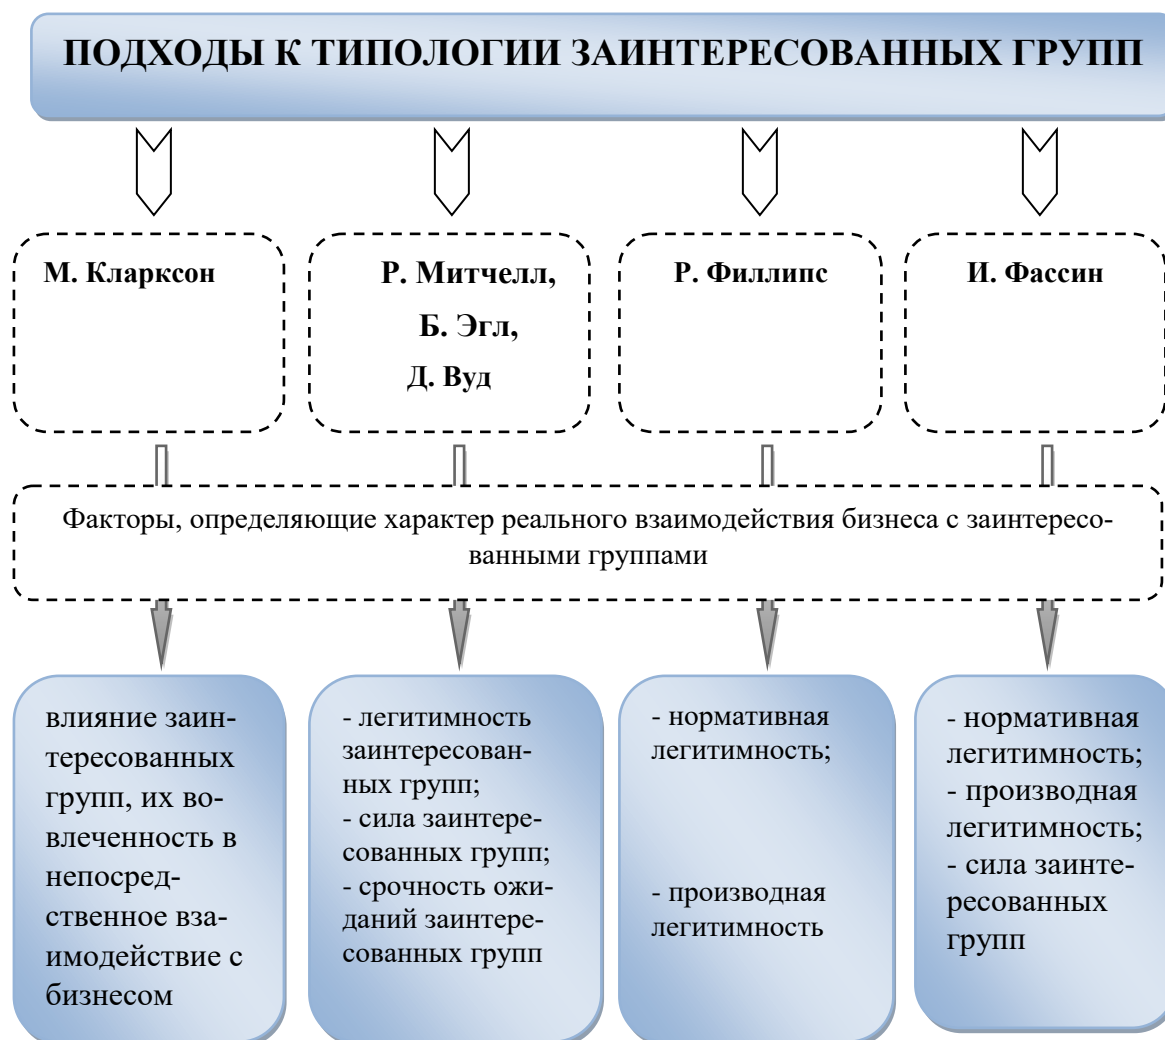 ПОДХОДЫ К ТИПОЛОГИИ ЗАИНТЕРЕСОВАННЫХ ГРУПП
М. Кларксон
Р. Митчелл,
Б. Эгл,
Д. Вуд
Р. Филлипс
И. Фассин
Факторы, определяющие характер реального взаимодействия бизнеса с заинтересо-
ванными группами
влияние заин-
тересованных
групп, их во-
влеченность в
непосред-
ственное вза-
имодействие с
бизнесом
- легитимность
заинтересован-
ных групп;
- сила заинтере-
сованных групп;
- срочность ожи-
даний заинтере-
сованных групп
- нормативная
легитимность;
- производная
легитимность
- нормативная
легитимность;
- производная
легитимность;
- сила заинте-
ресованных
групп